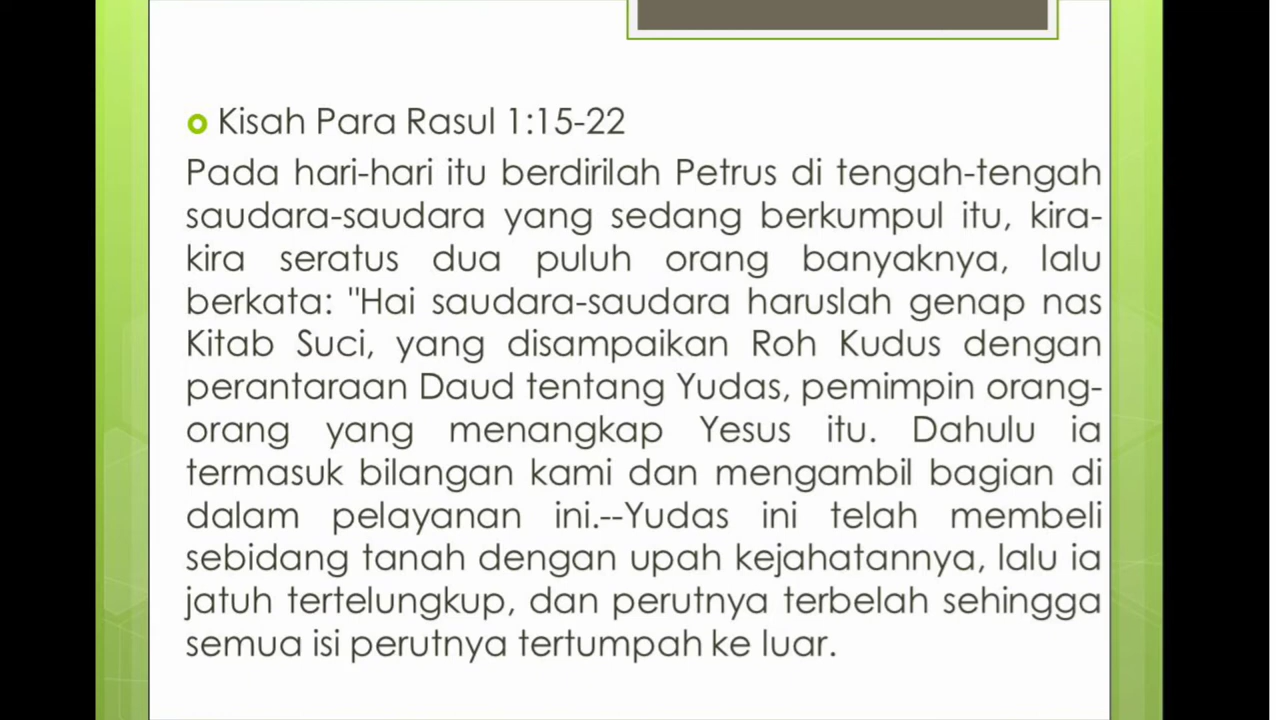 Kisah Para Rasul 1:15-22
Pada hari-hari itu berdirilah Petrus di tengah-tengah
saudara-saudara yang sedang berkumpul itu, kira-
kira seratus dua puluh orang banyaknya, lalu
berkata: "Hai saudara-saudara haruslah genap nas
Kitab Suci, yang disampaikan Roh Kudus dengan
perantaraan Daud tentang Yudas, pemimpin orang-
orang yang menangkap Yesus itu. Dahulu ia
termasuk bilangan kami dan mengambil bagian di
dalam pelayanan ini.--Yudas ini telah membeli
sebidang tanah dengan upah kejahatannya, lalu ia
jatuh tertelungkup, dan perutnya terbelah sehingga
semua isi perutnya tertumpah ke luar.